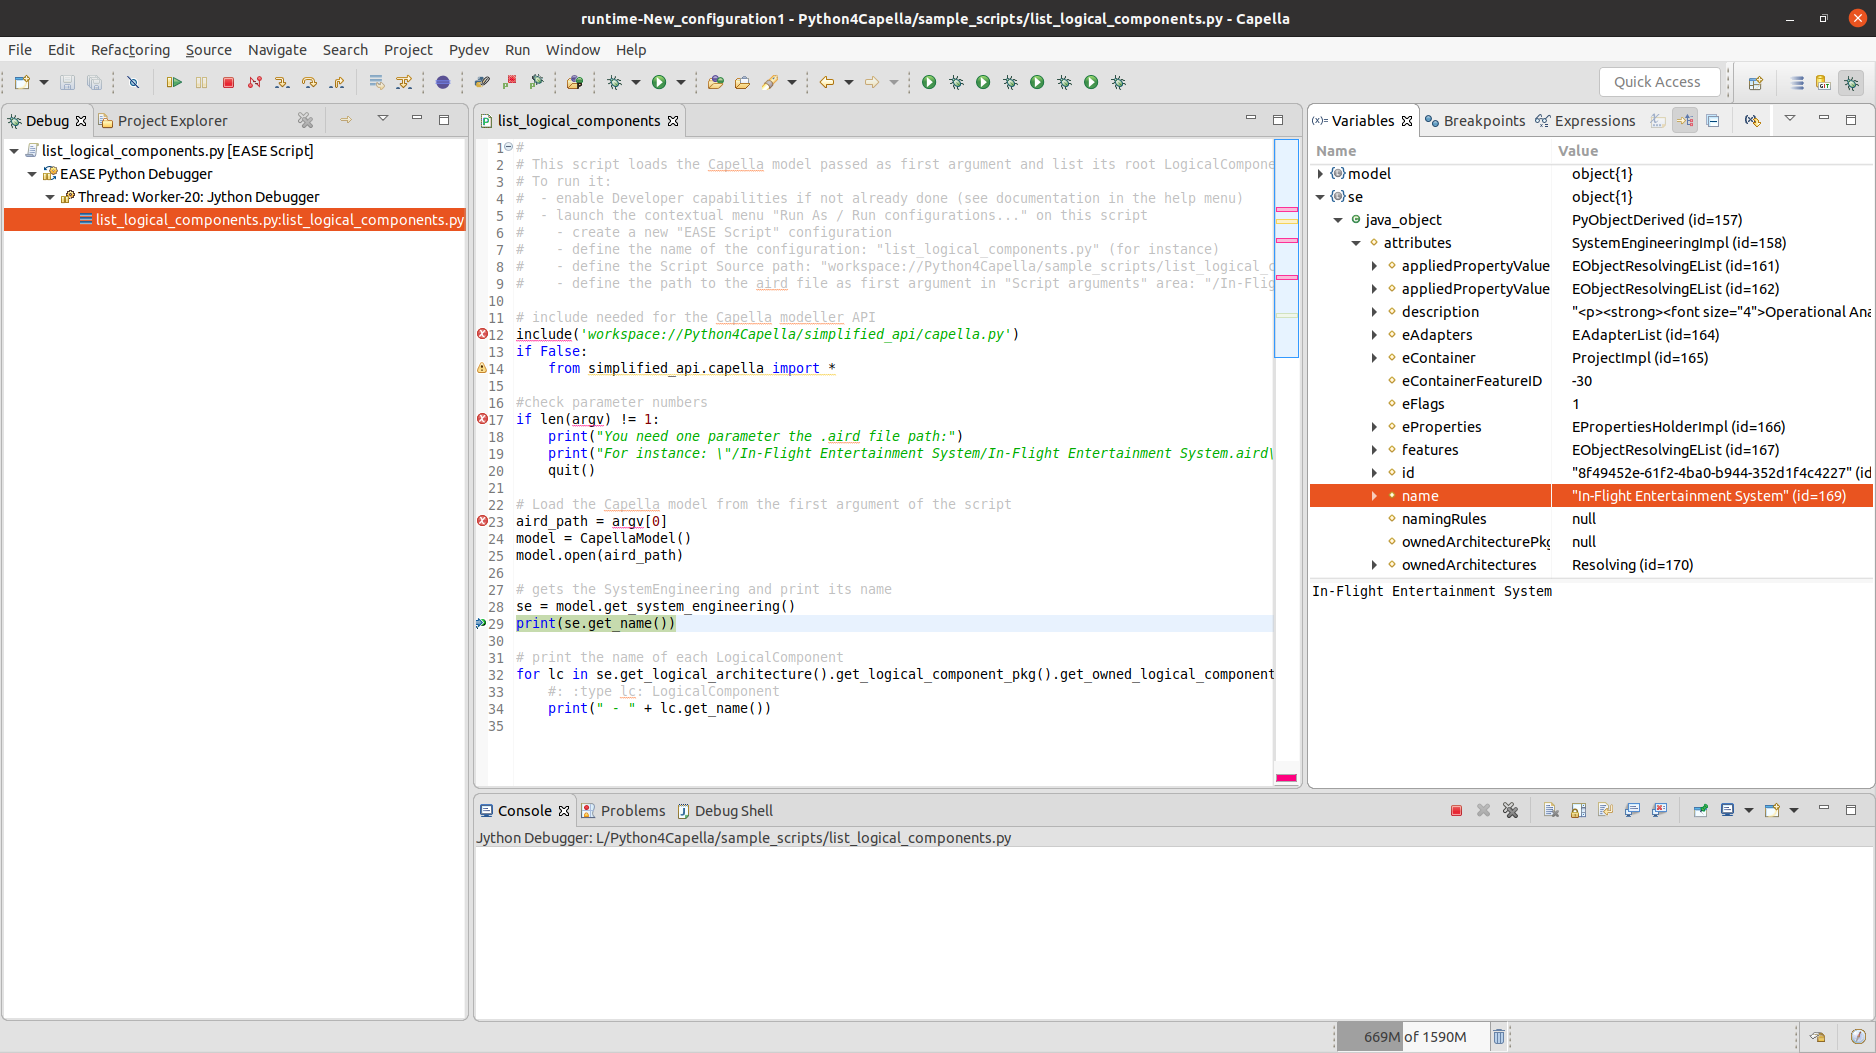 runtime-New_configuration1 - Python4Capella/sample_scripts/list_logical_components.py - Capella
File Edit Refactoring Source Navigate Search Project Pydev Run Window Help
Quick Access
Debug Project Explorer
list_logical_components.py [EASE Script]
EASE Python Debugger
Thread: Worker-20: Jython Debugger
list_logical_components.py:list_logical_components.py
list_logical_components
1 #
2 # This script loads the Capella model passed as first argument and list its root LogicalCompone
3 # To run it:
4 #  - enable Developer capabilities if not already done (see documentation in the help menu)
5 #  - launch the contextual menu "Run As / Run configurations..." on this script
6 #    - create a new "EASE Script" configuration
7 #    - define the name of the configuration: "list_logical_components.py" (for instance)
8 #    - define the Script Source path: "workspace://Python4Capella/sample_scripts/list_logical_c
9 #    - define the path to the aird file as first argument in "Script arguments" area: "/In-Flig
10
11 # include needed for the Capella modeller API
12 include('workspace://Python4Capella/simplified_api/capella.py')
13 if False:
14     from simplified_api.capella import *
15
16 #check parameter numbers
17 if len(argv) != 1:
18     print("You need one parameter the .aird file path:")
19     print("For instance: \"/In-Flight Entertainment System/In-Flight Entertainment System.aird\
20     quit()
21
22 # Load the Capella model from the first argument of the script
23 aird_path = argv[0]
24 model = CapellaModel()
25 model.open(aird_path)
26
27 # gets the SystemEngineering and print its name
28 se = model.get_system_engineering()
29 print(se.get_name())
30
31 # print the name of each LogicalComponent
32 for lc in se.get_logical_architecture().get_logical_component_pkg().get_owned_logical_component
33     #: :type lc: LogicalComponent
34     print(" - " + lc.get_name())
35
(x)= Variables Breakpoints Expressions
Name Value
model object{1}
se object{1}
java_object PyObjectDerived (id=157)
attributes SystemEngineeringImpl (id=158)
appliedPropertyValue EObjectResolvingEList (id=161)
appliedPropertyValue EObjectResolvingEList (id=162)
description "<p><strong><font size="4">Operational Ana
eAdapters EAdapterList (id=164)
eContainer ProjectImpl (id=165)
eContainerFeatureID -30
eFlags 1
eProperties EPropertiesHolderImpl (id=166)
features EObjectResolvingEList (id=167)
id "8f49452e-61f2-4ba0-b944-352d1f4c4227" (id
name "In-Flight Entertainment System" (id=169)
namingRules null
ownedArchitecturePkg null
ownedArchitectures Resolving (id=170)
In-Flight Entertainment System
Console Problems Debug Shell
Jython Debugger: L/Python4Capella/sample_scripts/list_logical_components.py
669M of 1590M